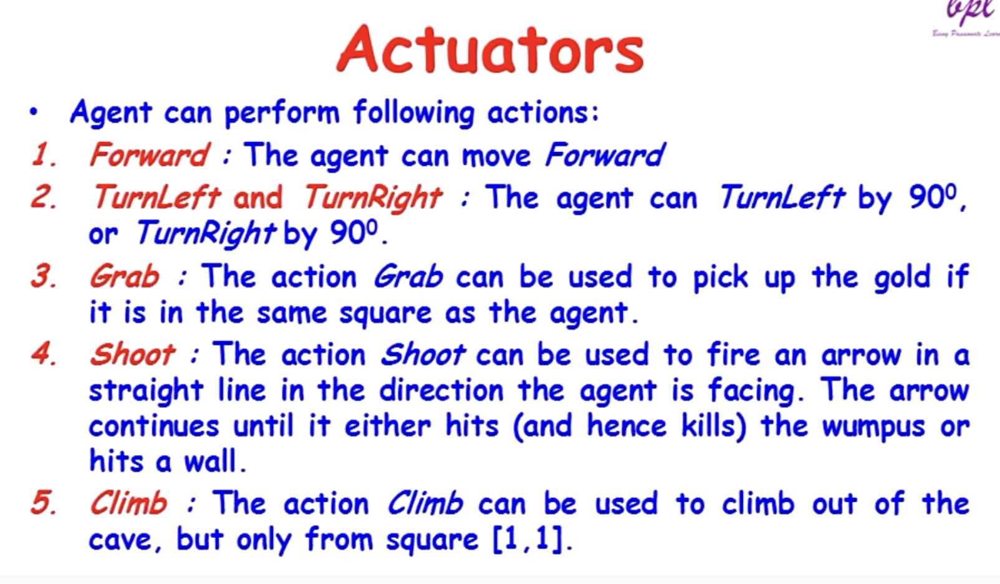 bpl
Being Passionate Learn
Actuators
• Agent can perform following actions:
1. Forward : The agent can move Forward
2. TurnLeft and TurnRight : The agent can TurnLeft by 90⁰,
or TurnRight by 90⁰.
3. Grab : The action Grab can be used to pick up the gold if
it is in the same square as the agent.
4. Shoot : The action Shoot can be used to fire an arrow in a
straight line in the direction the agent is facing. The arrow
continues until it either hits (and hence kills) the wumpus or
hits a wall.
5. Climb : The action Climb can be used to climb out of the
cave, but only from square [1,1].